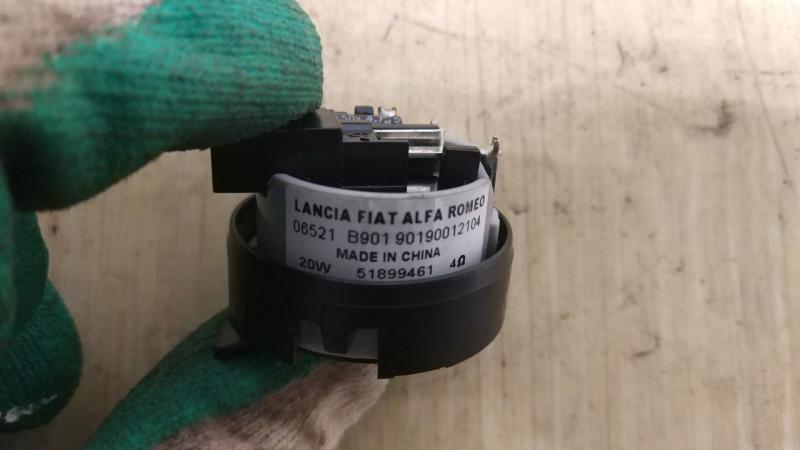 LANCIA FIAT ALFA ROMEO
06521 B901 90190012104
MADE IN CHINA
20W 51899461 4Ω